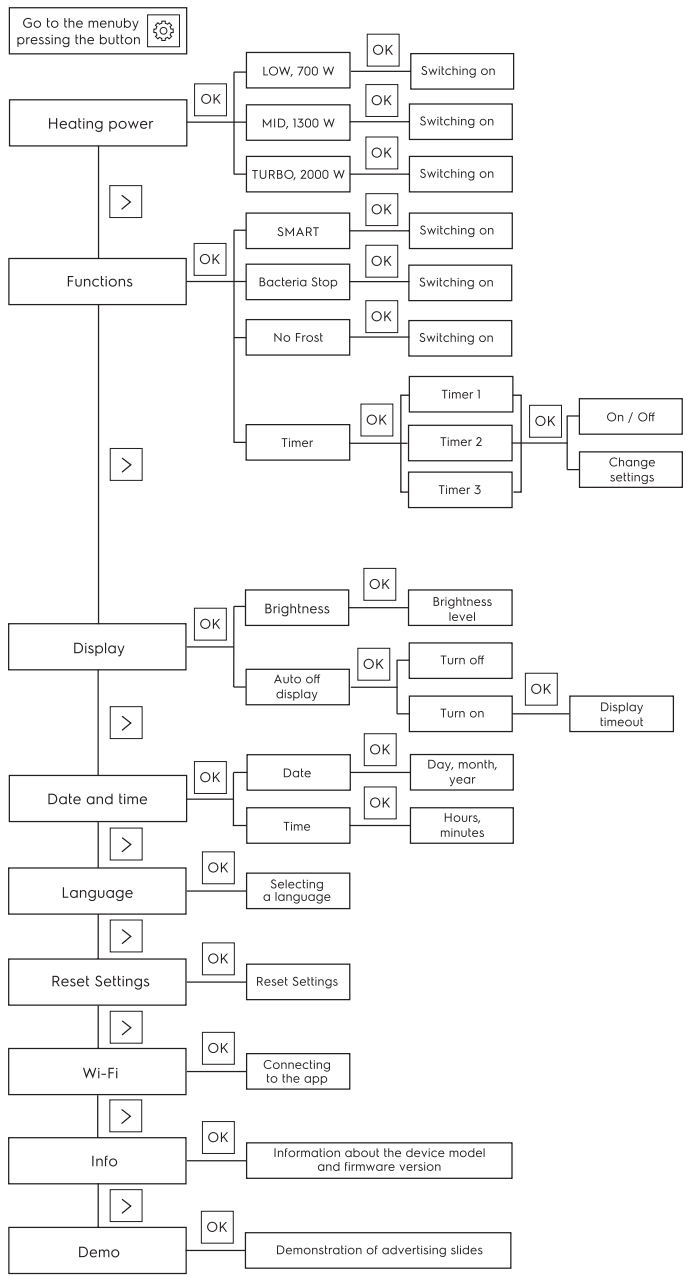 Go to the menuby
pressing the button
Heating power
OK
LOW, 700 W
OK
Switching on
MID, 1300 W
OK
Switching on
TURBO, 2000 W
OK
Switching on
>
Functions
OK
SMART
OK
Switching on
Bacteria Stop
OK
Switching on
No Frost
OK
Switching on
Timer
OK
Timer 1
Timer 2
Timer 3
OK
On / Off
Change
settings
>
Display
OK
Brightness
OK
Brightness
level
Auto off
display
OK
Turn off
Turn on
OK
Display
timeout
>
Date and time
OK
Date
OK
Day, month,
year
Time
OK
Hours,
minutes
>
Language
OK
Selecting
a language
>
Reset Settings
OK
Reset Settings
>
Wi-Fi
OK
Connecting
to the app
>
Info
OK
Information about the device model
and firmware version
>
Demo
OK
Demonstration of advertising slides